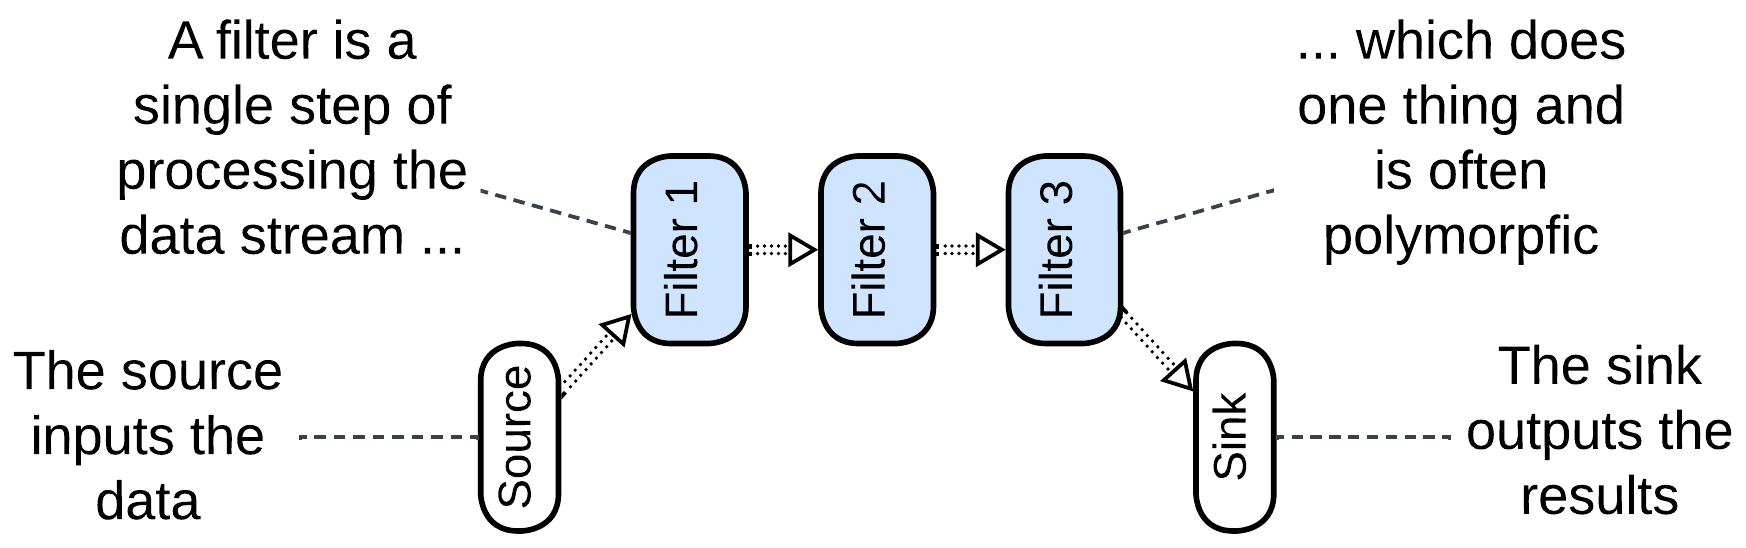 A filter is a
single step of
processing the
data stream ...
... which does
one thing and
is often
polymorpfic
Filter 1
Filter 2
Filter 3
The source
inputs the
data
Source
Sink
The sink
outputs the
results